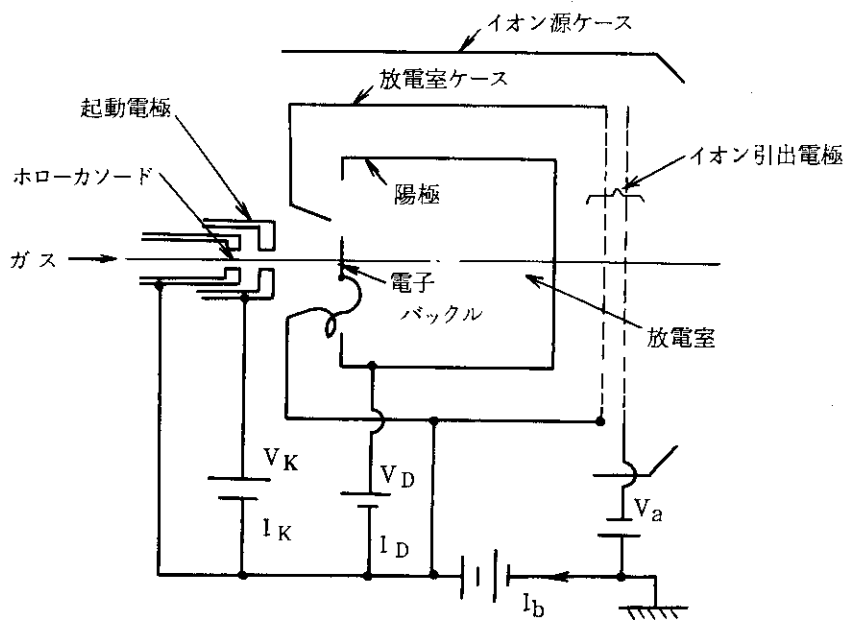 イオン源ケース
放電室ケース
起動電極
イオン引出電極
ホローカソード
陽極
ガス
電子
バックル
放電室
V_K
V_D
V_a
I_K
I_D
I_b